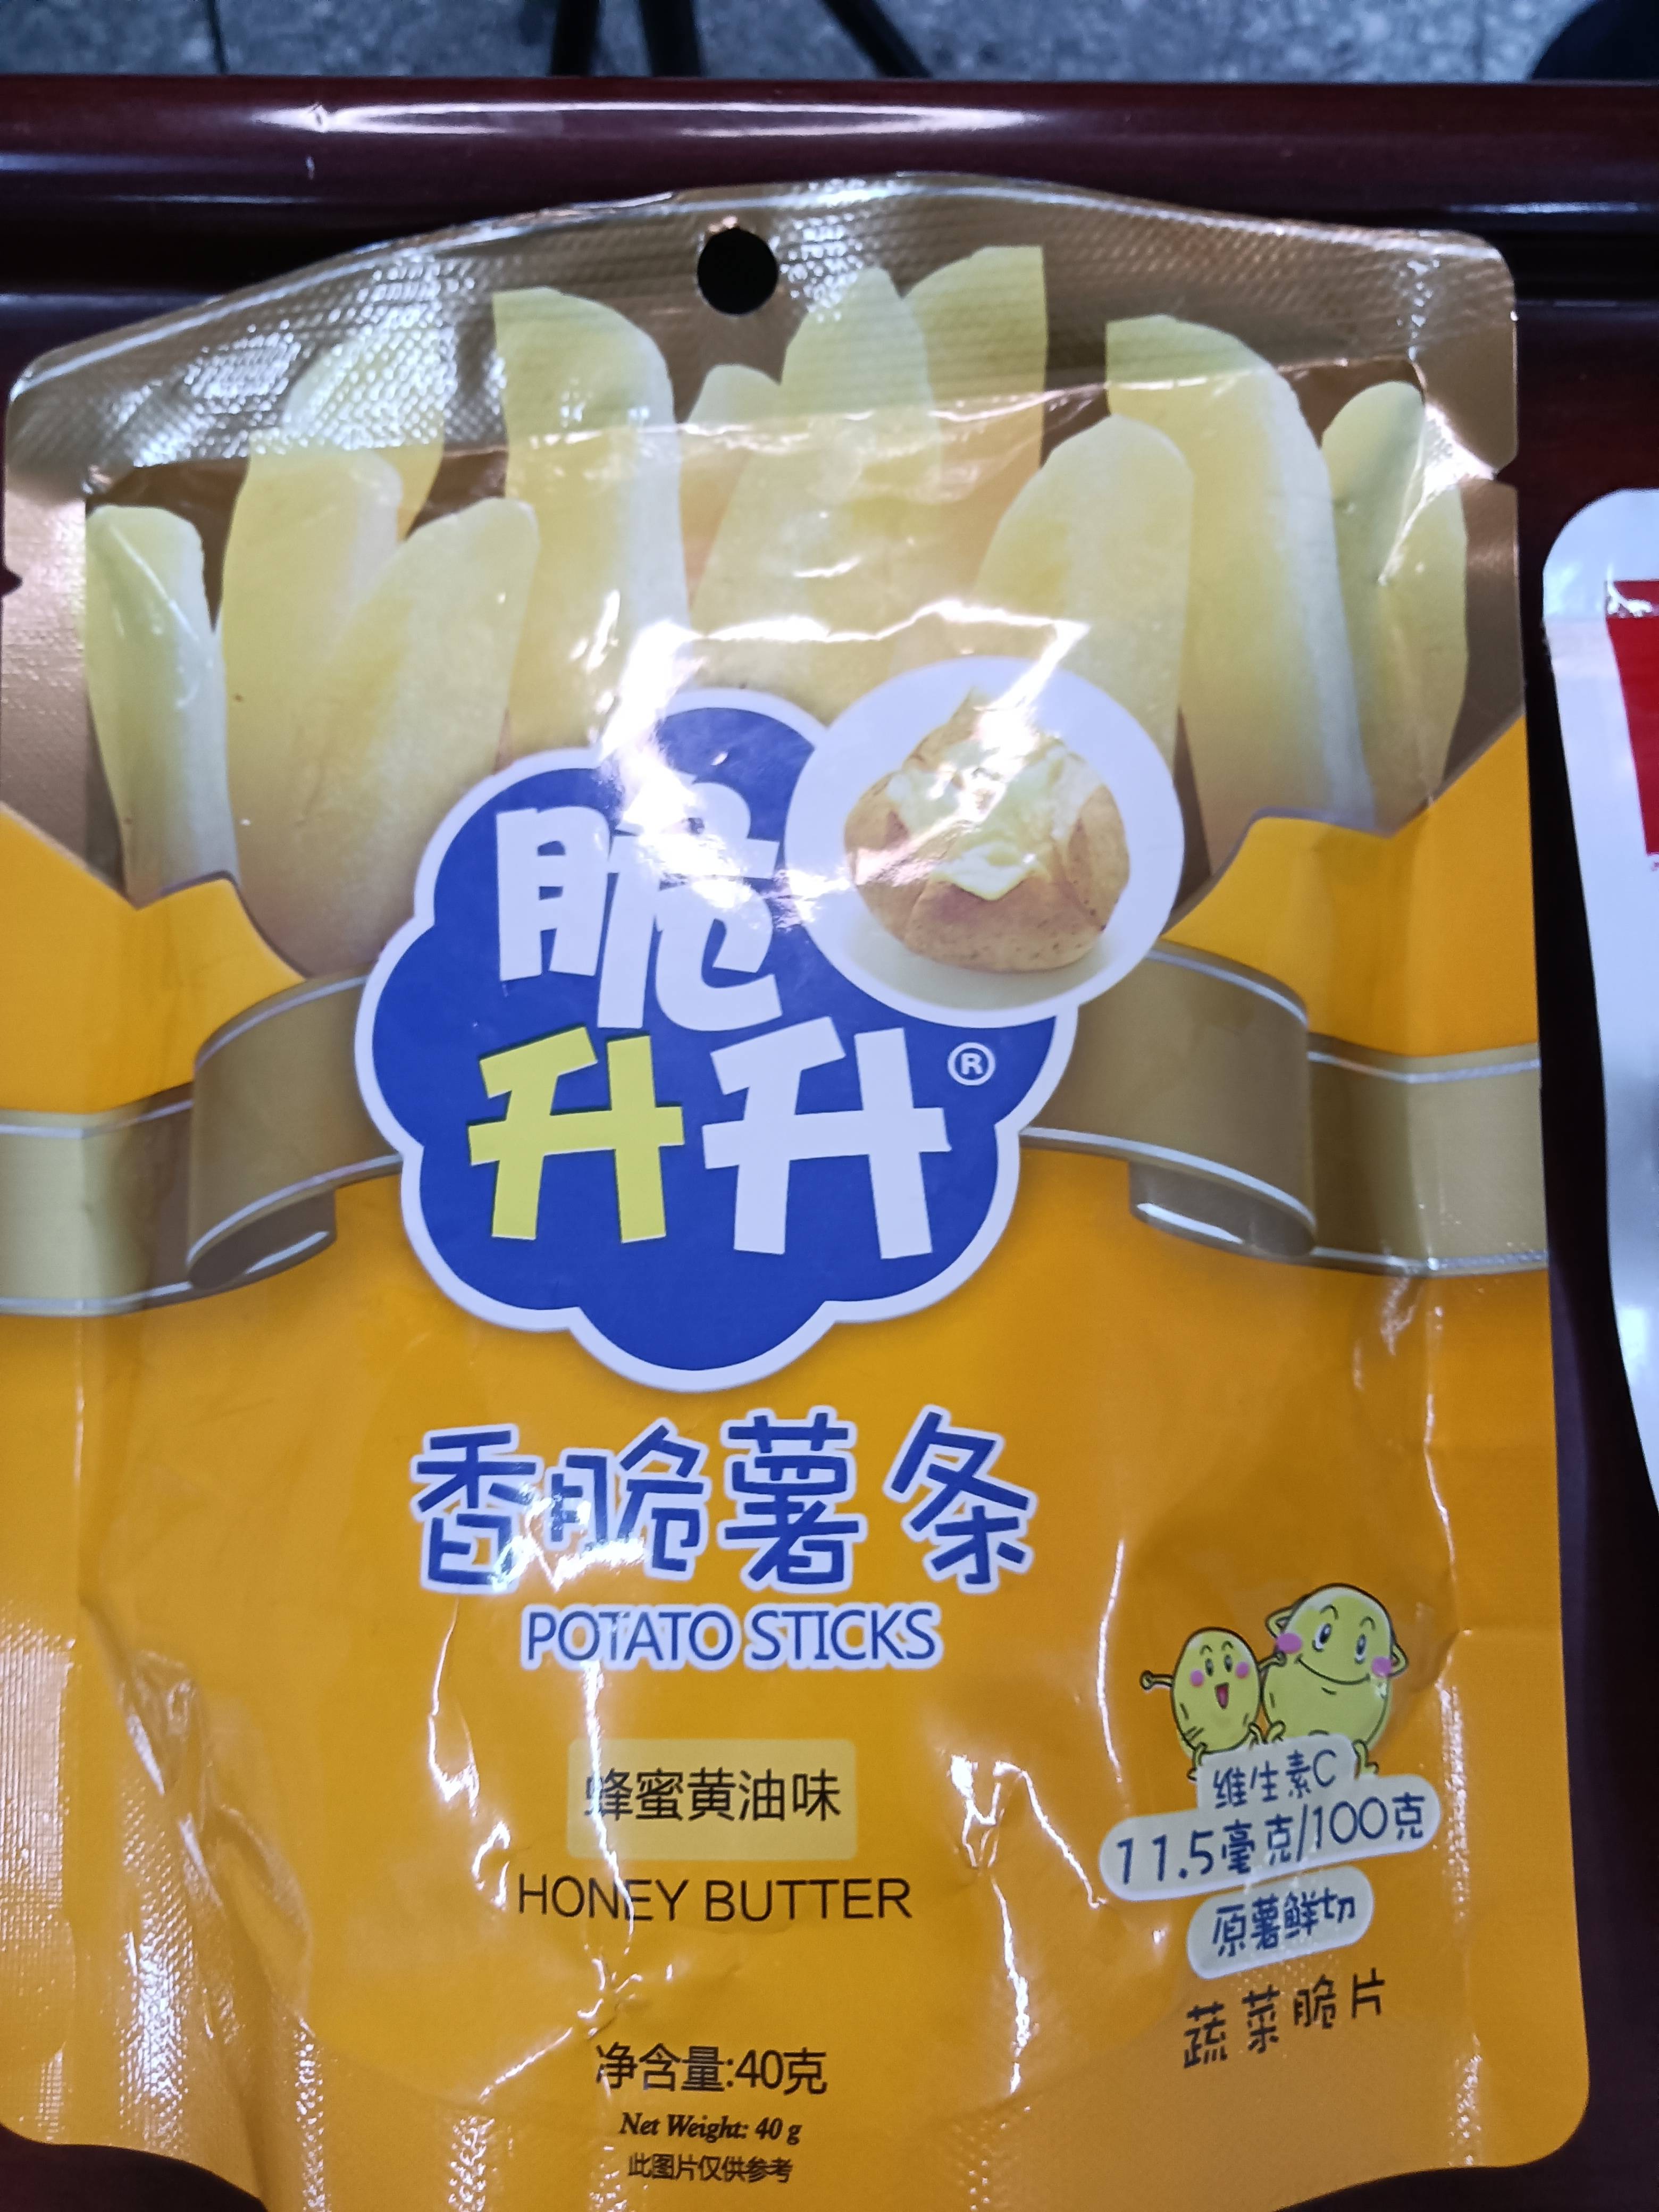 脆
升升®
香脆薯条
POTATO STICKS
蜂蜜黄油味
HONEY BUTTER
维生素C
11.5毫克/100克
原薯鲜切
蔬菜脆片
净含量:40克
Net Weight: 40 g
此图片仅供参考